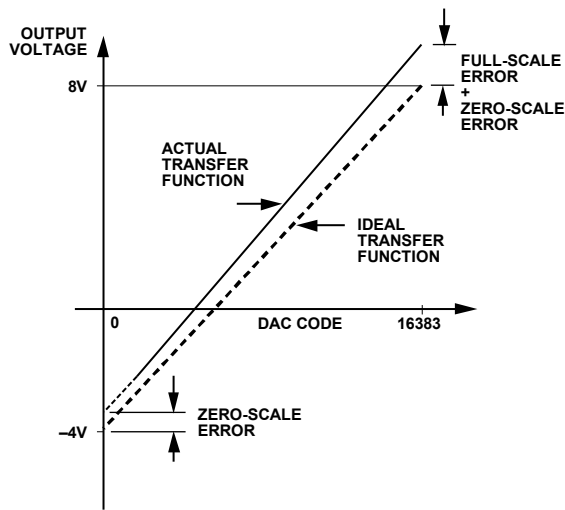 OUTPUT
VOLTAGE
8V
FULL-SCALE
ERROR
+
ZERO-SCALE
ERROR
ACTUAL
TRANSFER
FUNCTION
IDEAL
TRANSFER
FUNCTION
0
DAC CODE
16383
ZERO-SCALE
ERROR
–4V